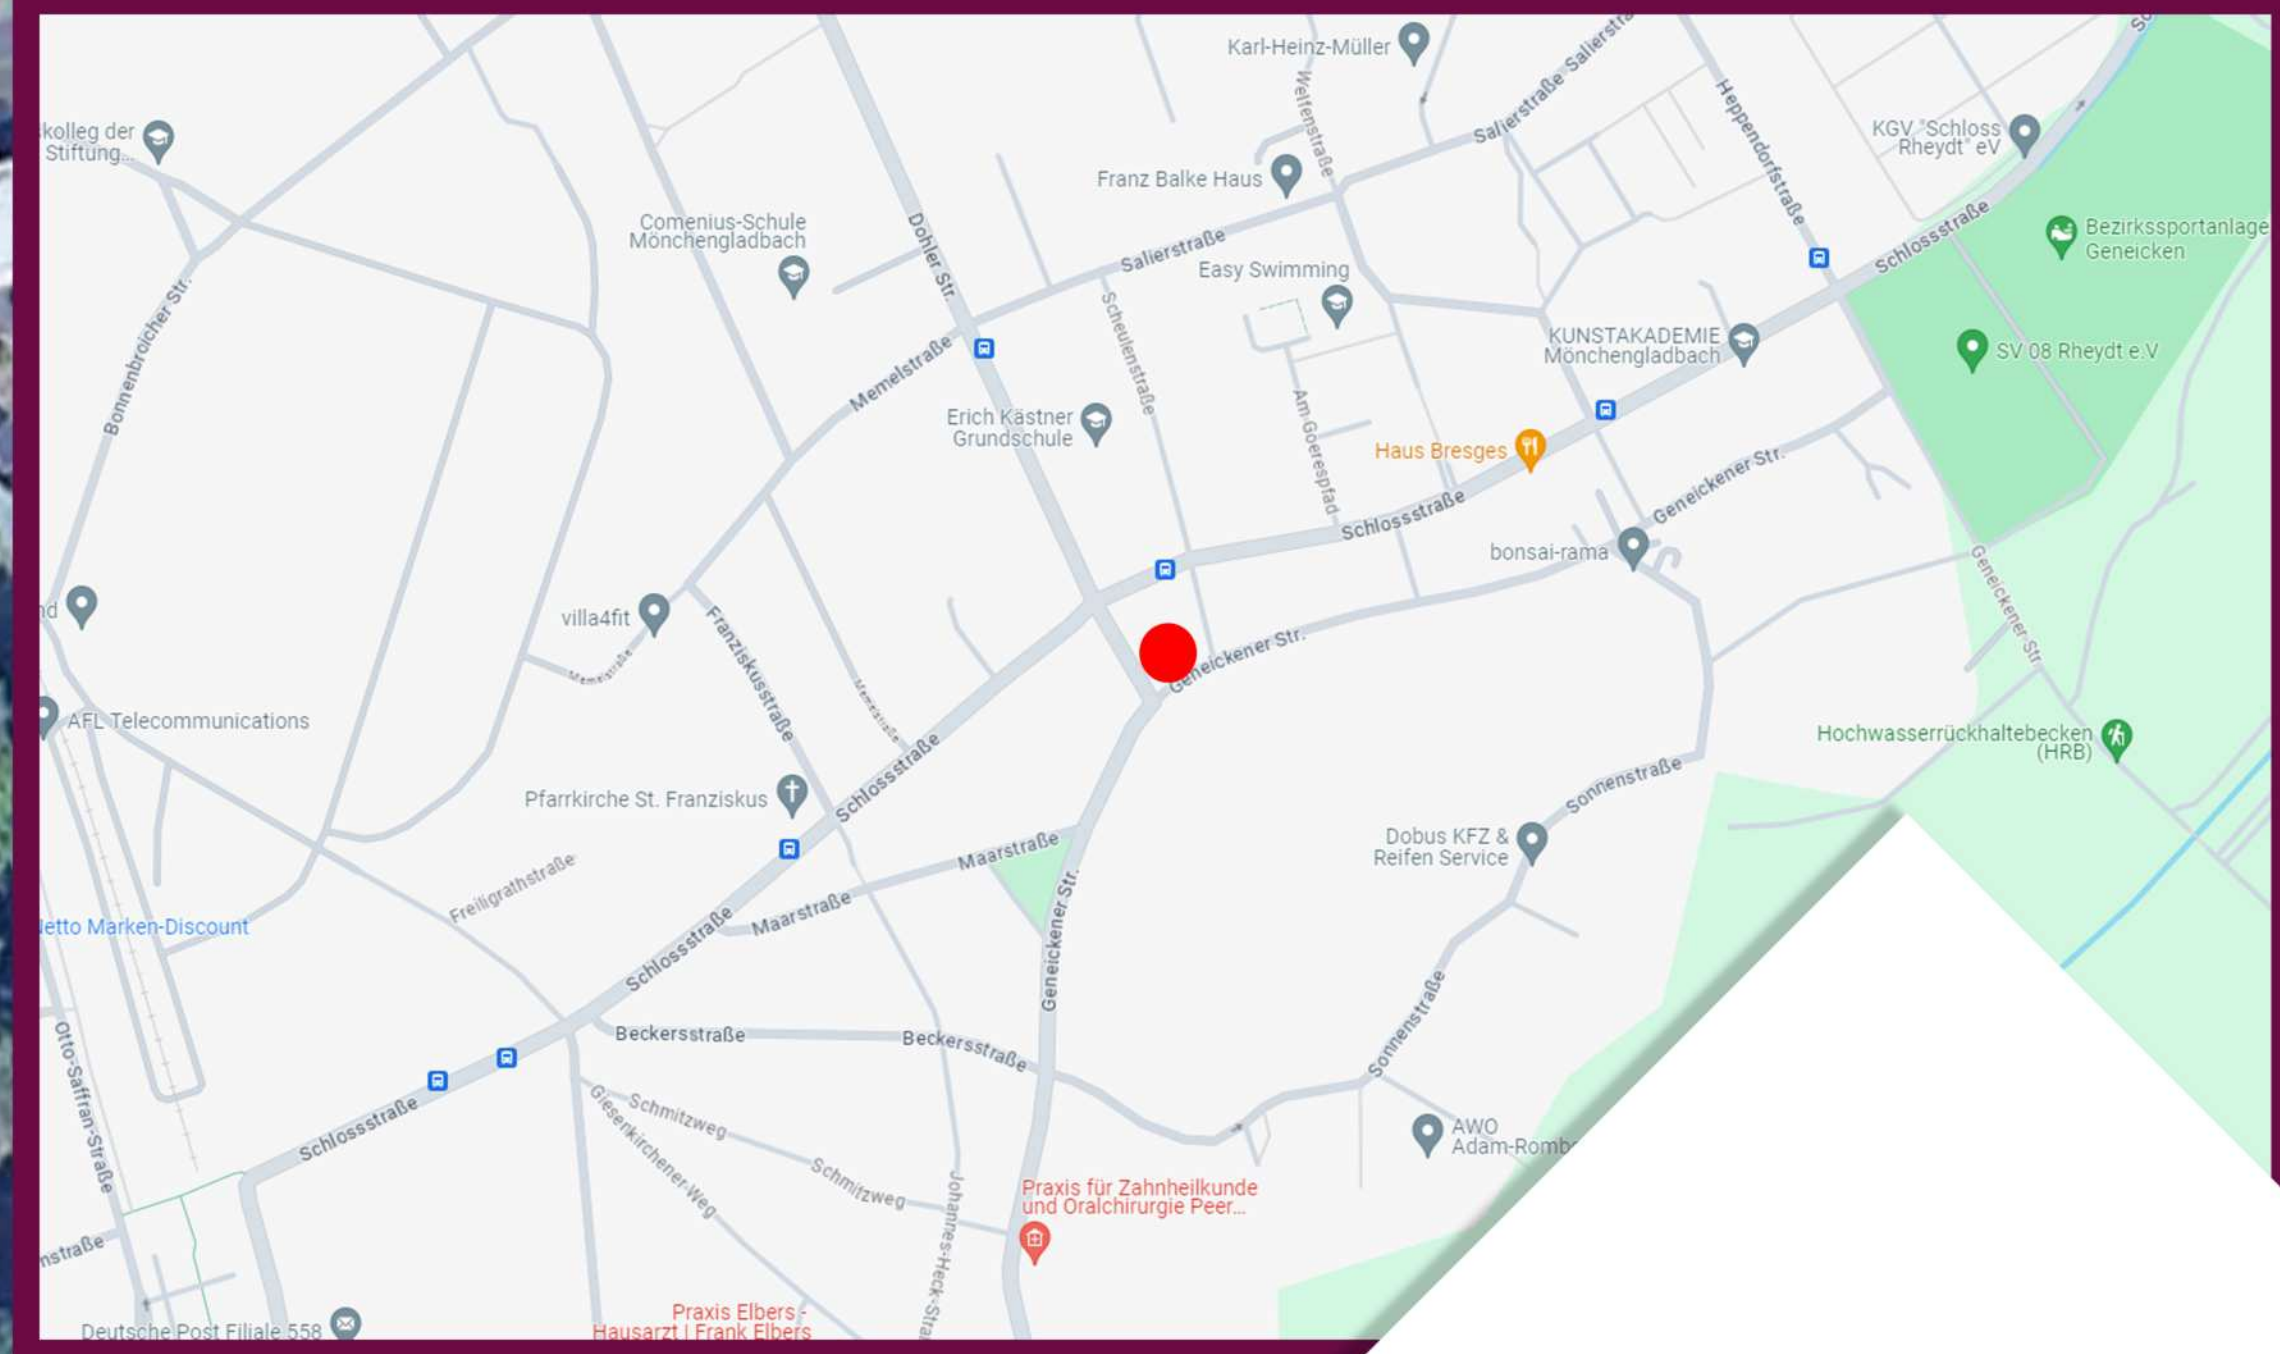 Karl-Heinz-Müller
Salierstraße
Salierstraße
Welfenstraße
Heppendorfstraße
kolleg der
Stiftung...
KGV "Schloss
Rheydt" eV
Franz Balke Haus
Comenius-Schule
Mönchengladbach
Dohler Str.
Salierstraße
Schlossstraße
Bezirkssportanlage
Geneicken
Easy Swimming
Bonnenbroicher Str.
Scheulenstraße
Memelstraße
KUNSTAKADEMIE
Mönchengladbach
SV 08 Rheydt e.V
Erich Kästner
Grundschule
Am Goerespfad
Haus Bresges
Geneickener Str.
Schlossstraße
bonsai-rama
Geneickener Str.
nd
villa4fit
Franziskusstraße
Memelstraße
Memelstraße
Geneickener Str.
AFL Telecommunications
Schlossstraße
Hochwasserrückhaltebecken
(HRB)
Pfarrkirche St. Franziskus
Sonnenstraße
Maarstraße
Dobus KFZ &
Reifen Service
Freiligrathstraße
Maarstraße
Geneickener Str.
Netto Marken-Discount
Schlossstraße
Sonnenstraße
Otto-Saffran-Straße
Beckersstraße
Beckersstraße
Schlossstraße
Giesenkirchener Weg
Schmitzweg
Schmitzweg
AWO
Adam-Romb
Johannes-Heck-Stra
Praxis für Zahnheilkunde
und Oralchirurgie Peer...
nstraße
Praxis Elbers -
Hausarzt | Frank Elbers
Deutsche Post Filiale 558